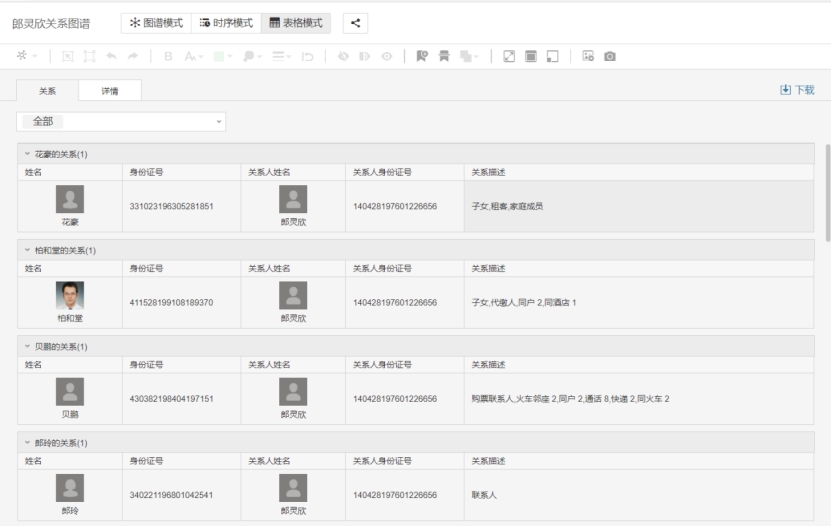 郎灵欣关系图谱 图谱模式 时序模式 表格模式
关系 详情 下载
全部
花豪的关系(1)
姓名 身份证号 关系人姓名 关系人身份证号 关系描述
331023196305281851 140428197601226656 子女,租客,家庭成员
花豪 郎灵欣
柏和堂的关系(1)
姓名 身份证号 关系人姓名 关系人身份证号 关系描述
411528199108189370 140428197601226656 子女,代缴人,同户 2,同酒店 1
柏和堂 郎灵欣
贝鹏的关系(1)
姓名 身份证号 关系人姓名 关系人身份证号 关系描述
430382198404197151 140428197601226656 购票联系人,火车邻座 2,同户 2,通话 8,快递 2,同火车 2
贝鹏 郎灵欣
郎玲的关系(1)
姓名 身份证号 关系人姓名 关系人身份证号 关系描述
340221196801042541 140428197601226656 联系人
郎玲 郎灵欣